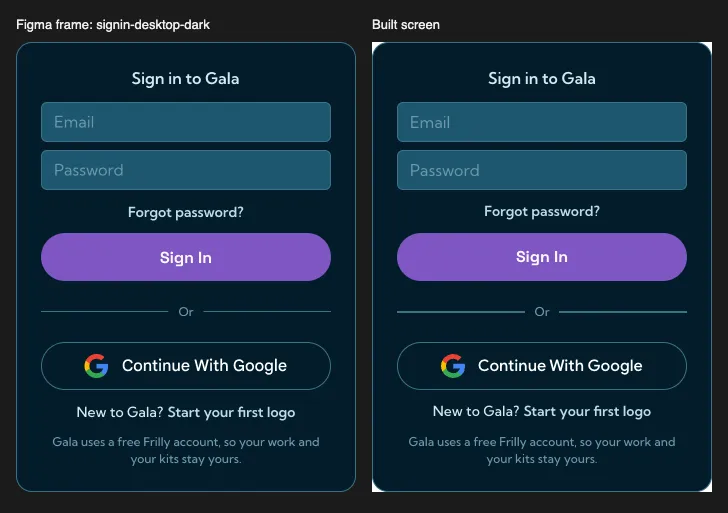 Figma frame: signin-desktop-dark
Sign in to Gala
Email
Password
Forgot password?
Sign In
Or
Continue With Google
New to Gala? Start your first logo
Gala uses a free Frilly account, so your work and
your kits stay yours.
Built screen
Sign in to Gala
Email
Password
Forgot password?
Sign In
Or
Continue With Google
New to Gala? Start your first logo
Gala uses a free Frilly account, so your work and
your kits stay yours.